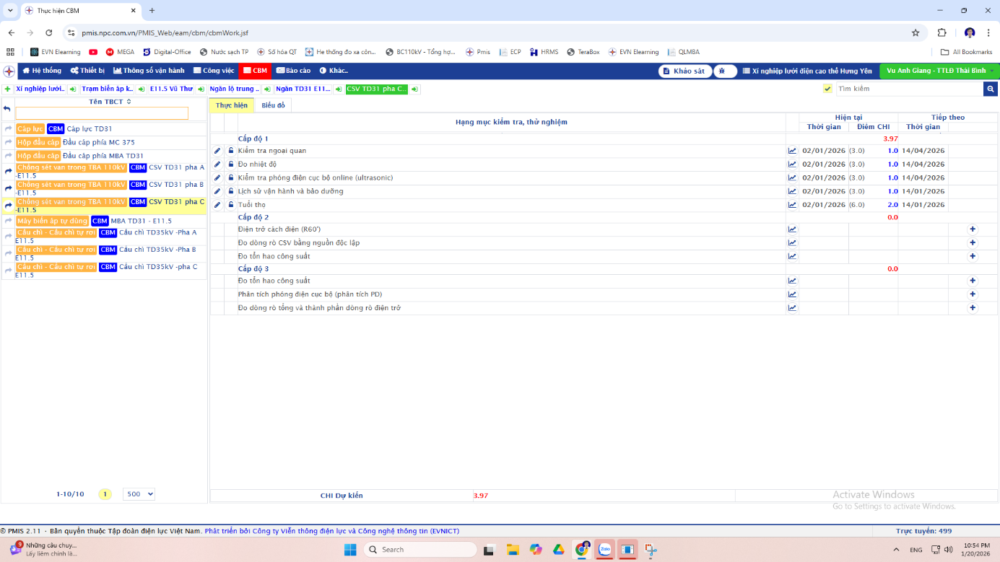 Thực hiện CBM
pmis.npc.com.vn/PMIS_Web/eam/cbm/cbmWork.jsf
EVN Elearning MEGA Digital-Office Nước sạch TP Số hóa QT He thống đo xa côn... BC110kV - Tổng hợ... Pmis ECP HRMS TeraBox EVN Elearning QLMBA All Bookmarks
Hệ thống Thiết bị Thông số vận hành Công việc CBM Báo cáo Khác.. Khảo sát Xí nghiệp lưới điện cao thế Hưng Yên Vu Anh Giang - TTLĐ Thái Bình
Xí nghiệp lưới.. Trạm biến áp k.. E11.5 Vũ Thư Ngăn lộ trung .. Ngăn TD31 E11... CSV TD31 pha C.. Tìm kiếm
Tên TBCT
Cáp lực CBM Cáp lực TD31
Hộp đầu cáp Đầu cáp phía MC 375
Hộp đầu cáp Đầu cáp phía MBA TD31
Chống sét van trong TBA 110kV CBM CSV TD31 pha A
-E11.5
Chống sét van trong TBA 110kV CBM CSV TD31 pha B
-E11.5
Chống sét van trong TBA 110kV CBM CSV TD31 pha C
-E11.5
Máy biến áp tự dùng CBM MBA TD31 - E11.5
Cầu chì - Cầu chì tự rơi CBM Cầu chì TD35kV -Pha A
E11.5
Cầu chì - Cầu chì tự rơi CBM Cầu chì TD35kV -Pha B
E11.5
Cầu chì - Cầu chì tự rơi CBM Cầu chì TD35kV -pha C
E11.5
1-10/10 1 500
Thực hiện Biểu đồ
Hạng mục kiểm tra, thử nghiệm Hiện tại Tiếp theo
Thời gian Điểm CHI Thời gian
Cấp độ 1 3.97
Kiểm tra ngoại quan 02/01/2026 (3.0) 1.0 14/04/2026
Đo nhiệt độ 02/01/2026 (3.0) 1.0 14/04/2026
Kiểm tra phóng điện cục bộ online (ultrasonic) 02/01/2026 (3.0) 1.0 14/04/2026
Lịch sử vận hành và bảo dưỡng 02/01/2026 (3.0) 1.0 14/01/2026
Tuổi thọ 02/01/2026 (6.0) 2.0 14/01/2026
Cấp độ 2 0.0
Điện trở cách điện (R60")
Đo dòng rò CSV bằng nguồn độc lập
Đo tổn hao công suất
Cấp độ 3 0.0
Đo tổn hao công suất
Phân tích phóng điện cục bộ (phân tích PD)
Đo dòng rò tổng và thành phần dòng rò điện trở
CHI Dự kiến 3.97
Activate Windows
Go to Settings to activate Windows.
© PMIS 2.11 · Bản quyền thuộc Tập đoàn điện lực Việt Nam. Phát triển bởi Công ty Viễn thông điện lực và Công nghệ thông tin (EVNICT) Trực tuyến: 499
9 Những câu chuy... Search Zalo ENG 10:54 PM
Lấy liêm chính là... 1/20/2026